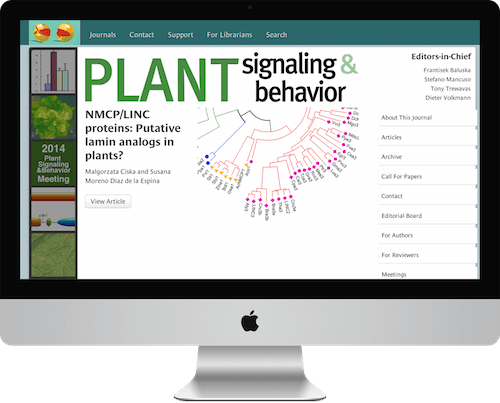 Journals Contact Support For Librarians Search
PLANT signaling &
behavior
Editors-in-Chief
Frantisek Baluska
Stefano Mancuso
Tony Trewavas
Dieter Volkmann
NMCP/LINC
proteins: Putative
lamin analogs in
plants?
Malgorzata Ciska and Susana
Moreno Diaz de la Espina
View Article
2014
Plant
Signaling
&Behavior
Meeting
About This Journal
Articles
Archive
Call For Papers
Contact
Editorial Board
For Authors
For Reviewers
Meetings